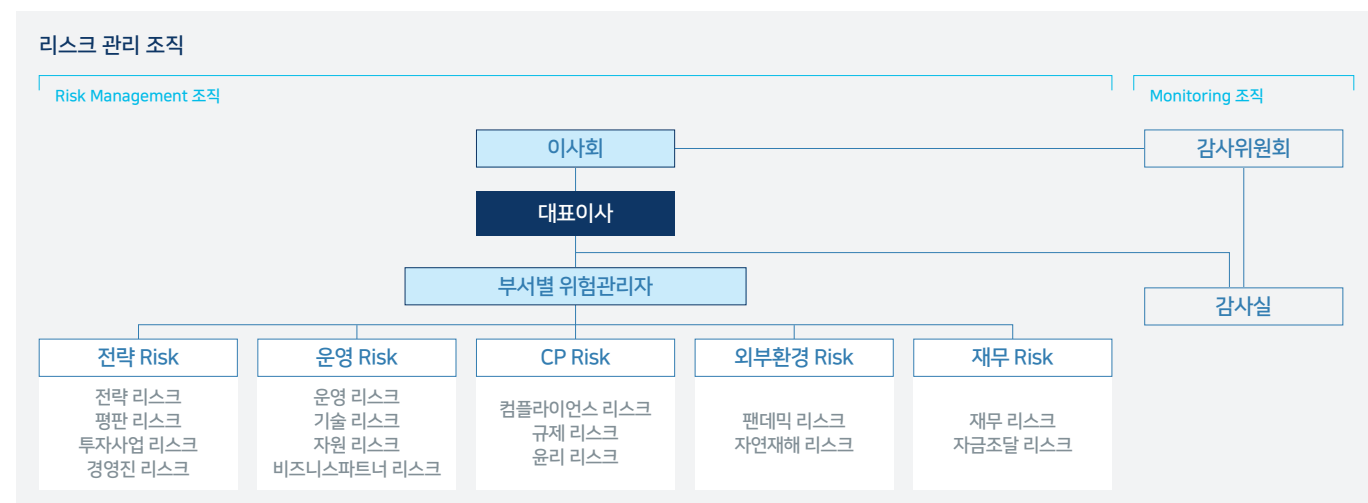 리스크 관리 조직
Risk Management 조직
Monitoring 조직
이사회
감사위원회
대표이사
부서별 위험관리자
감사실
전략 Risk
전략 리스크
평판 리스크
투자사업 리스크
경영진 리스크
운영 Risk
운영 리스크
기술 리스크
자원 리스크
비즈니스파트너 리스크
CP Risk
컴플라이언스 리스크
규제 리스크
윤리 리스크
외부환경 Risk
팬데믹 리스크
자연재해 리스크
재무 Risk
재무 리스크
자금조달 리스크